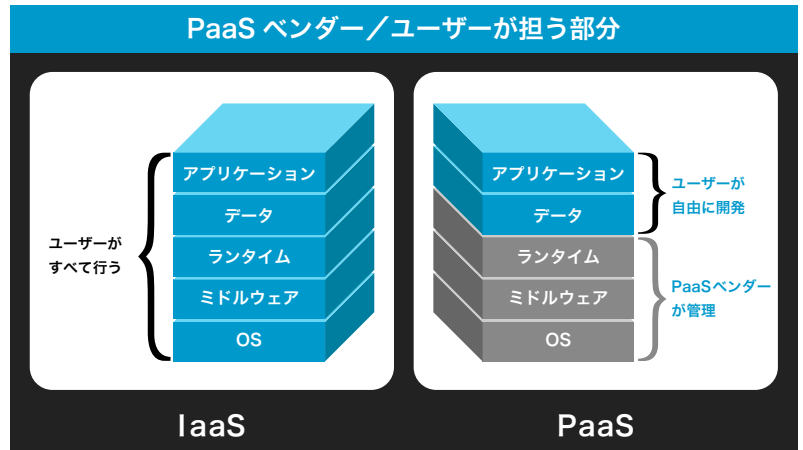 PaaS ベンダー／ユーザーが担う部分
ユーザーが
すべて行う
アプリケーション
データ
ランタイム
ミドルウェア
OS
IaaS
アプリケーション
データ
ランタイム
ミドルウェア
OS
ユーザーが
自由に開発
PaaSベンダー
が管理
PaaS